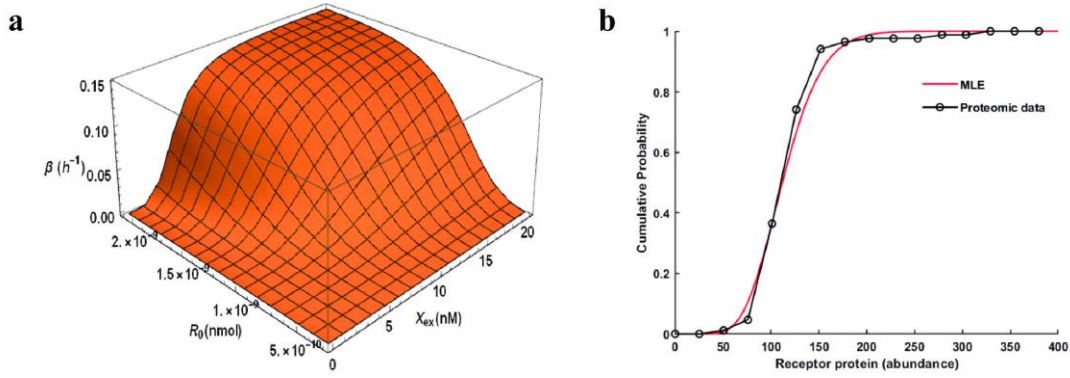 a
0.15
0.10
β (h⁻¹)
0.05
0.00
2. × 10⁻⁹
1.5 × 10⁻⁹
1. × 10⁻⁹
5. × 10⁻¹⁰
R₀(nmol)
0
5
10
15
20
Xₑₓ(nM)
b
1
0.8
0.6
0.4
0.2
0
Cumulative Probability
MLE
Proteomic data
0 50 100 150 200 250 300 350 400
Receptor protein (abundance)